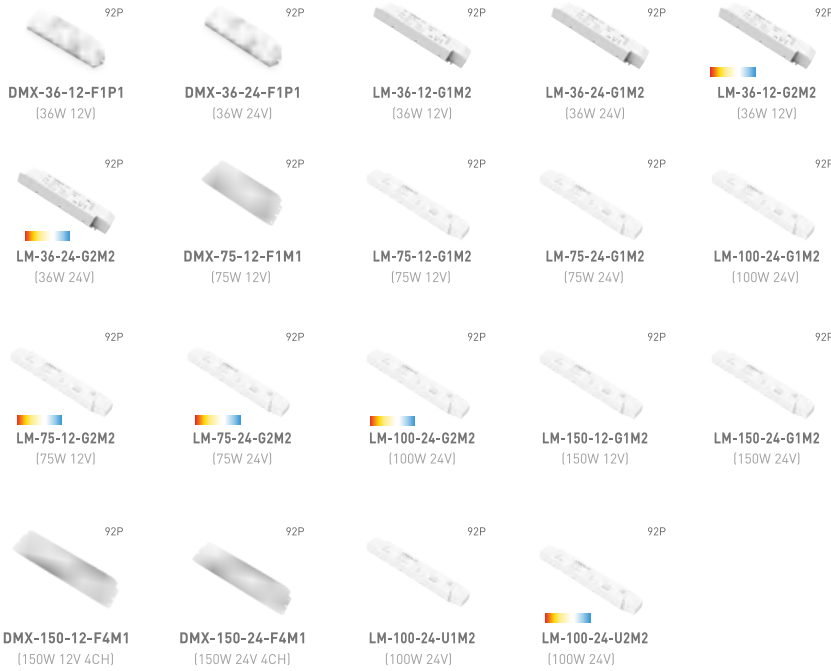 92P 92P 92P 92P 92P
DMX-36-12-F1P1 DMX-36-24-F1P1 LM-36-12-G1M2 LM-36-24-G1M2 LM-36-12-G2M2
(36W 12V) (36W 24V) (36W 12V) (36W 24V) (36W 12V)
92P 92P 92P 92P 92P
LM-36-24-G2M2 DMX-75-12-F1M1 LM-75-12-G1M2 LM-75-24-G1M2 LM-100-24-G1M2
(36W 24V) (75W 12V) (75W 12V) (75W 24V) (100W 24V)
92P 92P 92P 92P 92P
LM-75-12-G2M2 LM-75-24-G2M2 LM-100-24-G2M2 LM-150-12-G1M2 LM-150-24-G1M2
(75W 12V) (75W 24V) (100W 24V) (150W 12V) (150W 24V)
92P 92P 92P 92P
DMX-150-12-F4M1 DMX-150-24-F4M1 LM-100-24-U1M2 LM-100-24-U2M2
(150W 12V 4CH) (150W 24V 4CH) (100W 24V) (100W 24V)